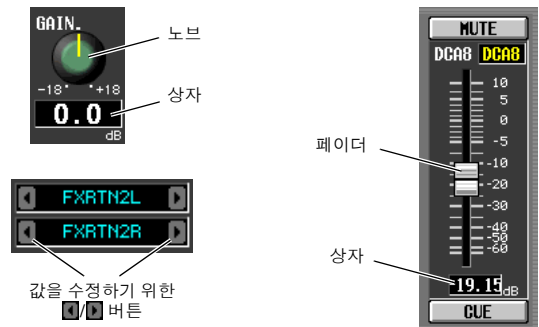 GAIN.
-18 +18
0.0
dB
노브
상자
FXRTN2L
FXRTN2R
값을 수정하기 위한
/ 버튼
MUTE
DCA8 DCA8
10
5
0
-5
-10
-20
-30
-40
-50
-60
-19.15 dB
CUE
페이더
상자